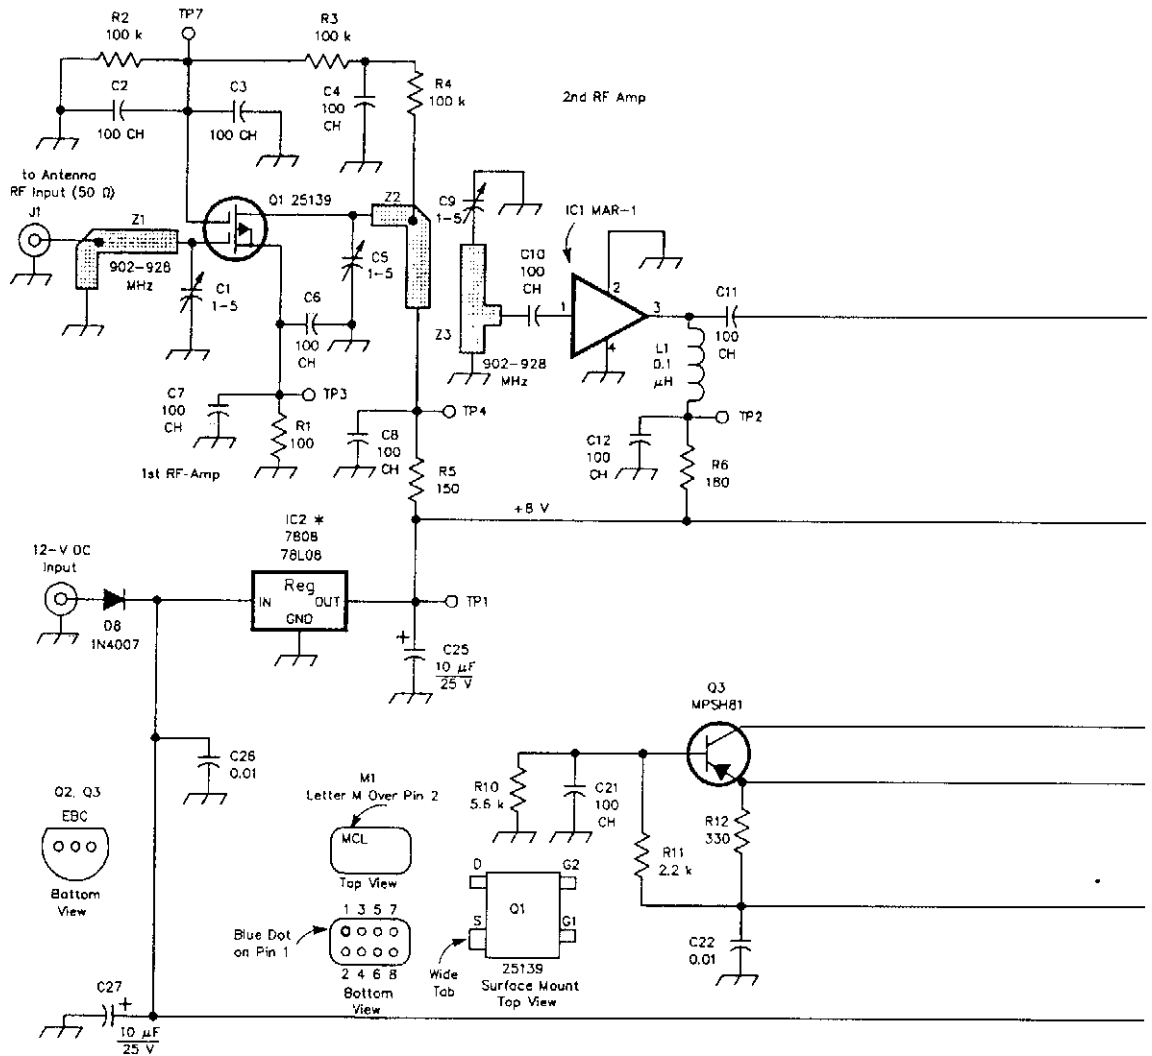 TP7
R2
100 k
R3
100 k
C2
100 CH
C3
100 CH
C4
100
CH
R4
100 k
2nd RF Amp
to Antenna
RF Input (50 Ω)
J1
Z1
902-928
MHz
C1
1-5
Q1 25139
Z2
C5
1-5
C9
1-5
C6
100
CH
Z3
902-928
MHz
C10
100
CH
IC1 MAR-1
1
2
3
4
C11
100
CH
L1
0.1
µH
C7
100
CH
TP3
R1
100
1st RF-Amp
C8
100
CH
TP4
R5
150
C12
100
CH
TP2
R6
180
+8 V
12-V DC
Input
D8
1N4007
IC2 *
7808
78L08
Reg
IN
OUT
GND
TP1
+
C25
10 µF
25 V
C26
0.01
Q3
MPSH81
R10
5.6 k
C21
100
CH
R11
2.2 k
R12
330
C22
0.01
Q2, Q3
EBC
Bottom
View
M1
Letter M Over Pin 2
MCL
Top View
Blue Dot
on Pin 1
1 3 5 7
2 4 6 8
Bottom
View
D
G2
S
Q1
G1
Wide
Tab
25139
Surface Mount
Top View
C27
+
10 µF
25 V